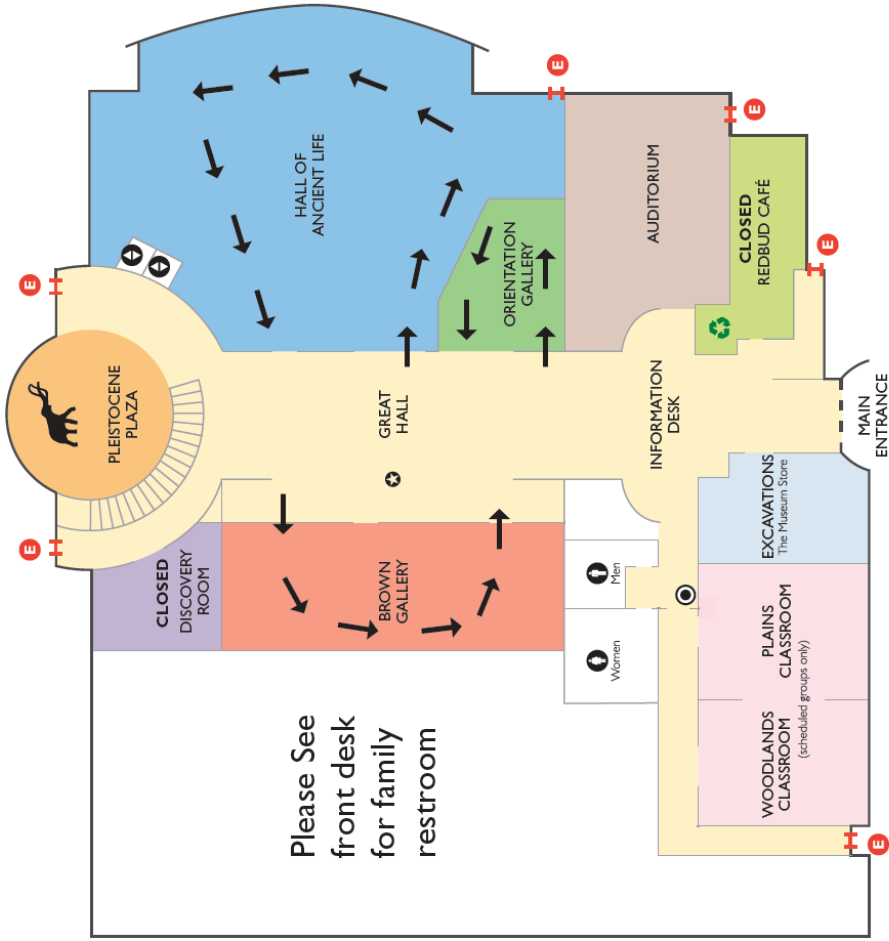 E
E
PLEISTOCENE
PLAZA
HALL OF
ANCIENT LIFE
E
E
CLOSED
DISCOVERY
ROOM
GREAT
HALL
BROWN
GALLERY
ORIENTATION
GALLERY
AUDITORIUM
CLOSED
REDBUD CAFÉ
E
INFORMATION
DESK
Men
Women
Please See
front desk
for family
restroom
MAIN
ENTRANCE
EXCAVATIONS
The Museum Store
PLAINS
CLASSROOM
WOODLANDS
CLASSROOM
(scheduled groups only)
E